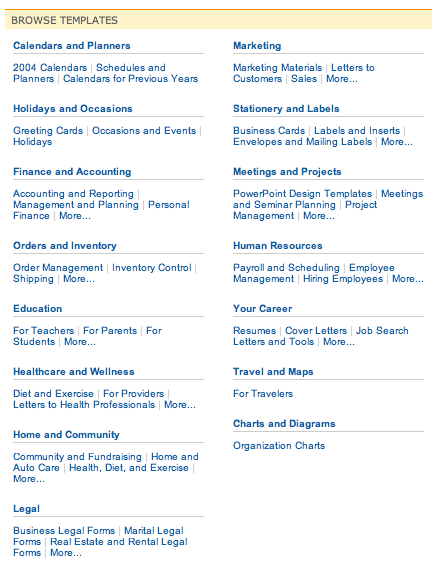 BROWSE TEMPLATES
Calendars and Planners
2004 Calendars | Schedules and
Planners | Calendars for Previous Years
Holidays and Occasions
Greeting Cards | Occasions and Events |
Holidays
Finance and Accounting
Accounting and Reporting |
Management and Planning | Personal
Finance | More...
Orders and Inventory
Order Management | Inventory Control |
Shipping | More...
Education
For Teachers | For Parents | For
Students | More...
Healthcare and Wellness
Diet and Exercise | For Providers |
Letters to Health Professionals | More...
Home and Community
Community and Fundraising | Home and
Auto Care | Health, Diet, and Exercise |
More...
Legal
Business Legal Forms | Marital Legal
Forms | Real Estate and Rental Legal
Forms | More...
Marketing
Marketing Materials | Letters to
Customers | Sales | More...
Stationery and Labels
Business Cards | Labels and Inserts |
Envelopes and Mailing Labels | More...
Meetings and Projects
PowerPoint Design Templates | Meetings
and Seminar Planning | Project
Management | More...
Human Resources
Payroll and Scheduling | Employee
Management | Hiring Employees | More...
Your Career
Resumes | Cover Letters | Job Search
Letters and Tools | More...
Travel and Maps
For Travelers
Charts and Diagrams
Organization Charts